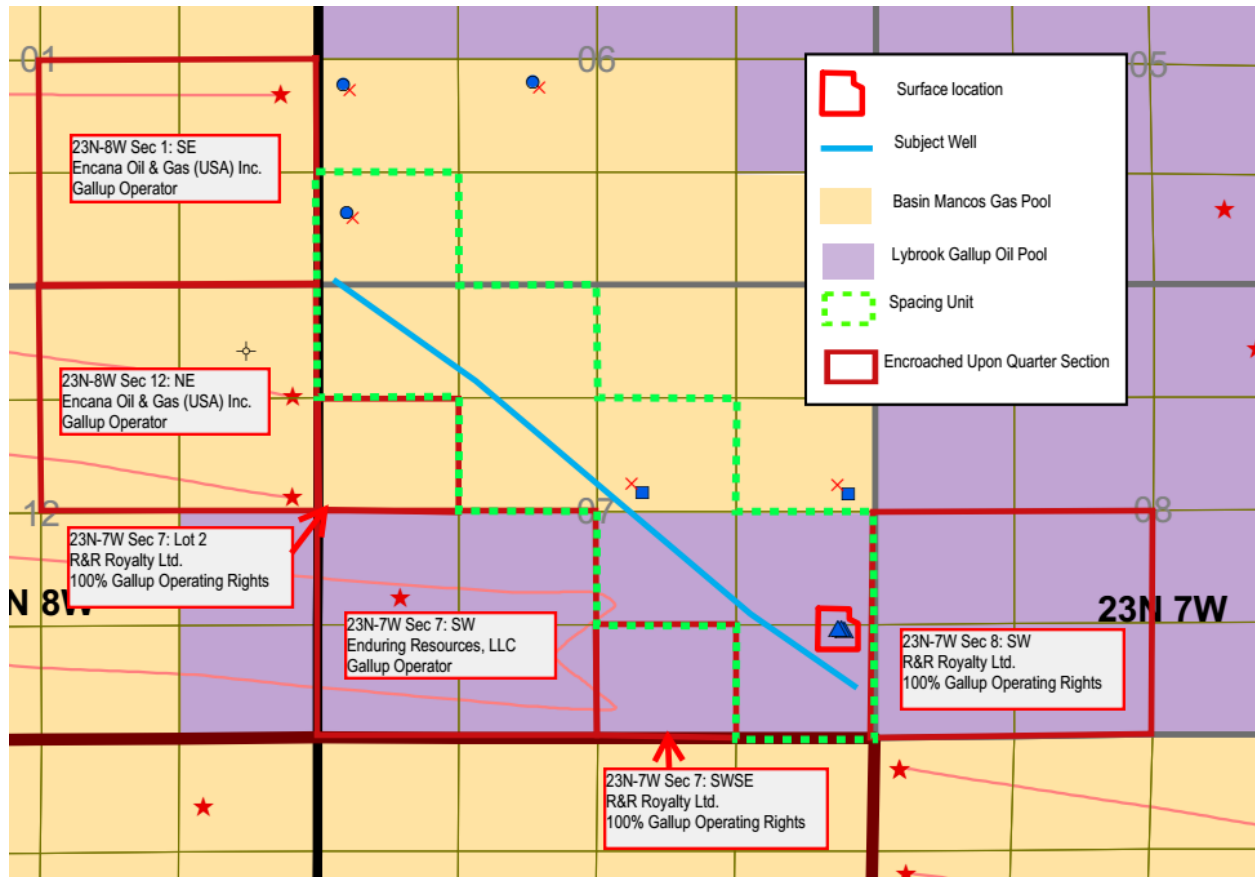 01
06
05
Surface location
Subject Well
Basin Mancos Gas Pool
Lybrook Gallup Oil Pool
Spacing Unit
Encroached Upon Quarter Section
23N-8W Sec 1: SE
Encana Oil & Gas (USA) Inc.
Gallup Operator
23N-8W Sec 12: NE
Encana Oil & Gas (USA) Inc.
Gallup Operator
12
07
08
23N-7W Sec 7: Lot 2
R&R Royalty Ltd.
100% Gallup Operating Rights
N 8W
23N 7W
23N-7W Sec 7: SW
Enduring Resources, LLC
Gallup Operator
23N-7W Sec 8: SW
R&R Royalty Ltd.
100% Gallup Operating Rights
23N-7W Sec 7: SWSE
R&R Royalty Ltd.
100% Gallup Operating Rights